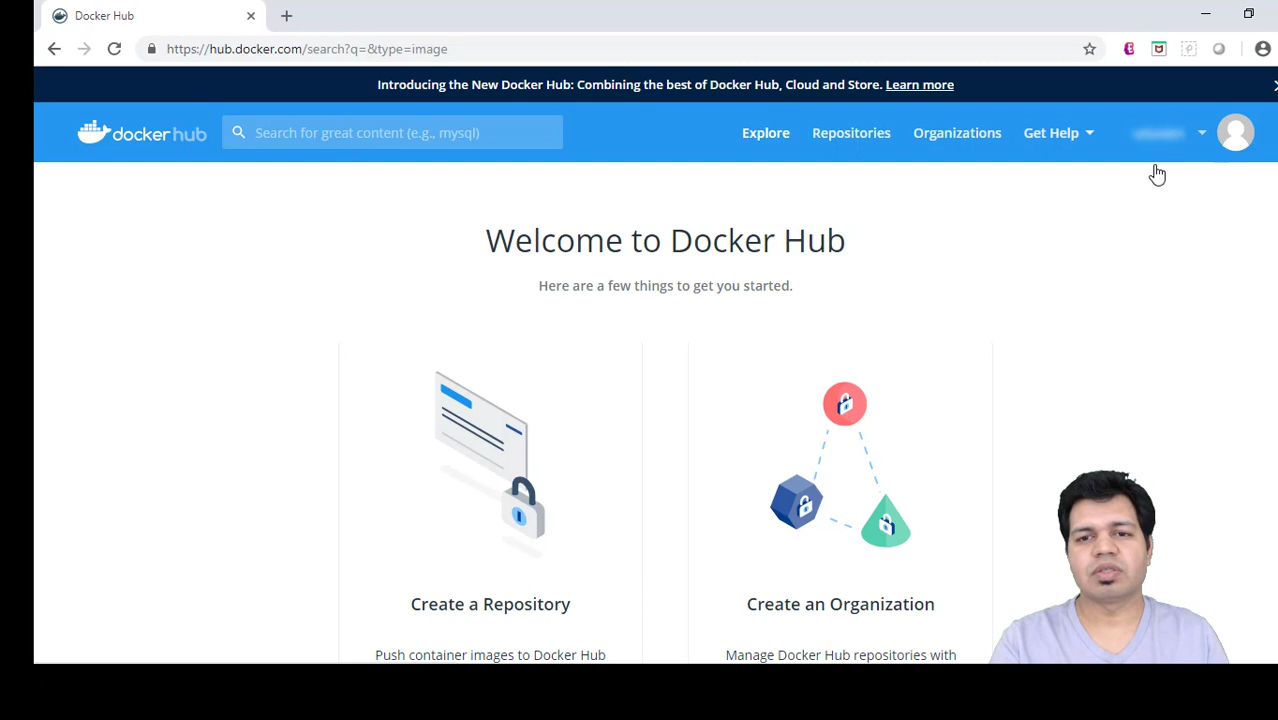 Docker Hub
https://hub.docker.com/search?q=&type=image
Introducing the New Docker Hub: Combining the best of Docker Hub, Cloud and Store. Learn more
docker hub
Search for great content (e.g., mysql)
Explore
Repositories
Organizations
Get Help
Welcome to Docker Hub
Here are a few things to get you started.
Create a Repository
Push container images to Docker Hub
Create an Organization
Manage Docker Hub repositories with